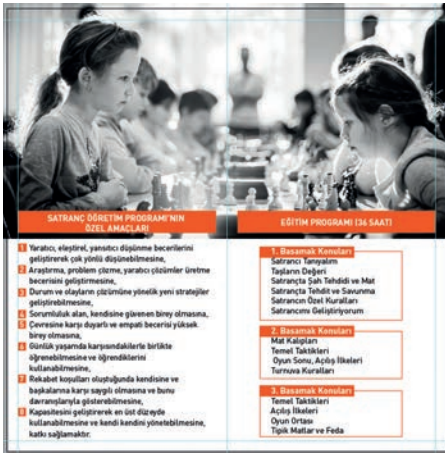 SATRANÇ ÖĞRETİM PROGRAMI'NIN
ÖZEL AMAÇLARI
1 Yaratıcı, eleştirel, yansıtıcı düşünme becerilerini
geliştirerek çok yönlü düşünebilmesine,
2 Araştırma, problem çözme, yaratıcı çözümler üretme
becerisini geliştirmesine,
3 Durum ve olayların çözümüne yönelik yeni stratejiler
geliştirebilmesine,
4 Sorumluluk alan, kendisine güvenen birey olmasına,
5 Çevresine karşı duyarlı ve empati becerisi yüksek
birey olmasına,
6 Günlük yaşamda karşısındakilerle birlikte
öğrenebilmesine ve öğrendiklerini
kullanabilmesine,
7 Rekabet koşulları oluştuğunda kendisine ve
başkalarına karşı saygılı olmasına ve bunu
davranışlarıyla gösterebilmesine,
8 Kapasitesini geliştirerek en üst düzeyde
kullanabilmesine ve kendi kendini yönetebilmesine,
katkı sağlamaktır.
EĞİTİM PROGRAMI (36 SAAT)
1. Basamak Konuları
Satrancı Tanıyalım
Taşların Değeri
Satrançta Şah Tehdidi ve Mat
Satrançta Tehdit ve Savunma
Satrancın Özel Kuralları
Satrancımı Geliştiriyorum
2. Basamak Konuları
Mat Kalıpları
Temel Taktikleri
Oyun Sonu, Açılış İlkeleri
Turnuva Kuralları
3. Basamak Konuları
Temel Taktikleri
Açılış İlkeleri
Oyun Ortası
Tipik Matlar ve Feda